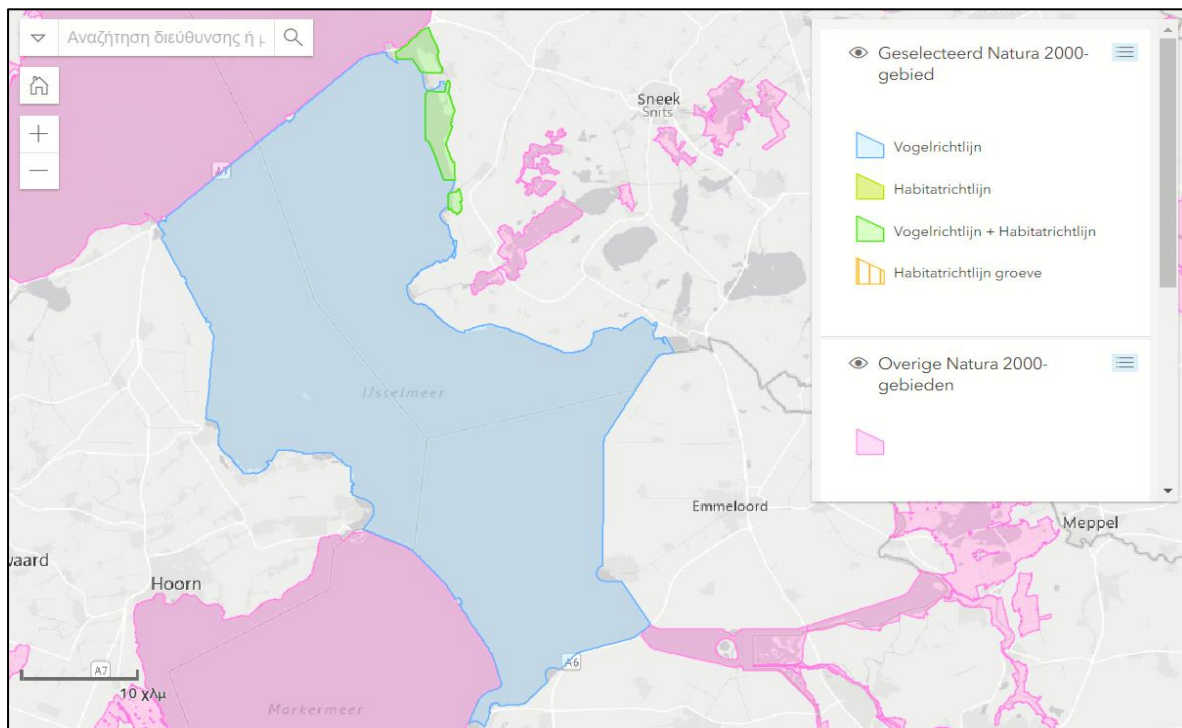 Αναζήτηση διεύθυνσης ή μ
Geselecteerd Natura 2000-
gebied
Vogelrichtlijn
Habitatrichtlijn
Vogelrichtlijn + Habitatrichtlijn
Habitatrichtlijn groeve
Overige Natura 2000-
gebieden
Sneek
Snits
A7
IJsselmeer
Emmeloord
Meppel
waard
Hoorn
A7
A6
10 χλμ
Markermeer